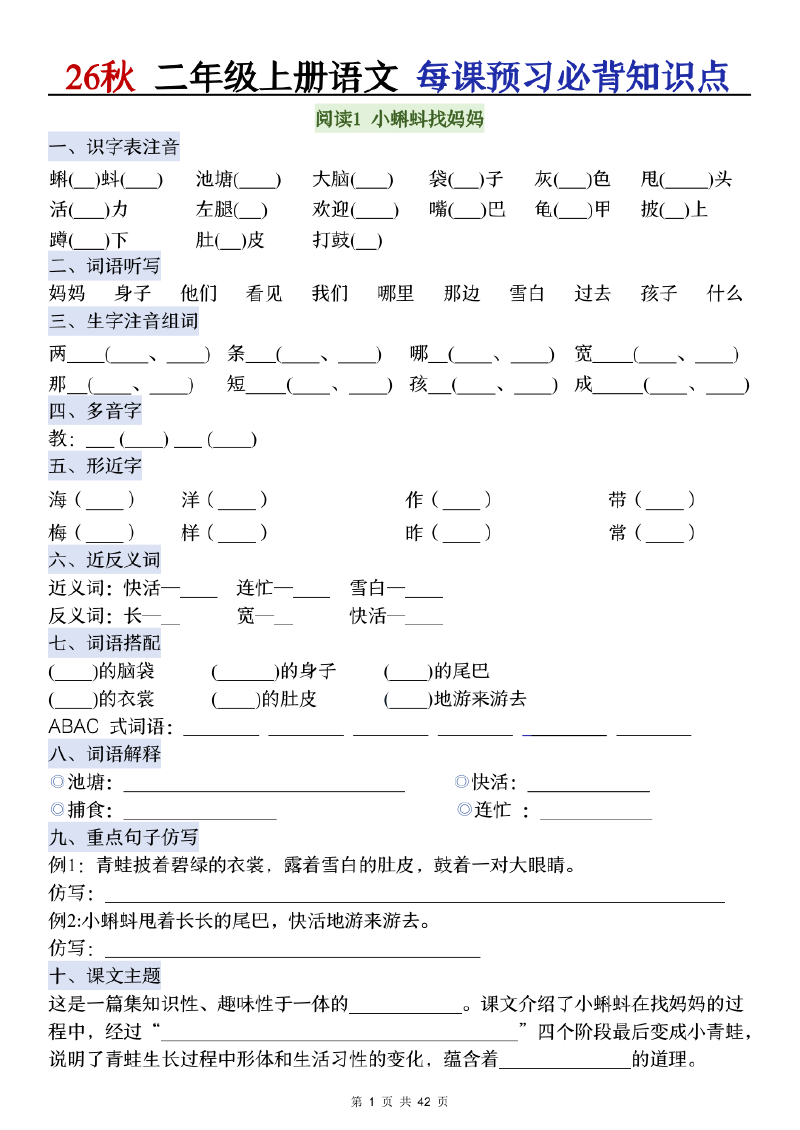 26秋 二年级上册语文 每课预习必背知识点
阅读1 小蝌蚪找妈妈
一、识字表注音
蝌(__)蚪(____) 池塘(____) 大脑(___) 袋(___)子 灰(___)色 甩(_____)头
活(___)力 左腿(__) 欢迎(____) 嘴(___)巴 龟(___)甲 披(__)上
蹲(___)下 肚(__)皮 打鼓(__)
二、词语听写
妈妈 身子 他们 看见 我们 哪里 那边 雪白 过去 孩子 什么
三、生字注音组词
两____(____、____) 条___(____、____) 哪__(____、____) 宽____(____、____)
那__(____、____) 短____(____、____) 孩__(____、____) 成_____(____、____)
四、多音字
教：___ (____) ___ (____)
五、形近字
海（____） 洋（____） 作（____） 带（____）
梅（____） 样（____） 昨（____） 常（____）
六、近反义词
近义词：快活—____ 连忙—____ 雪白—____
反义词：长—__ 宽—__ 快活—____
七、词语搭配
(____)的脑袋 (______)的身子 (____)的尾巴
(____)的衣裳 (____)的肚皮 (____)地游来游去
ABAC 式词语：________ ________ ________ ________ _________ ________
八、词语解释
◎池塘：______________________________ ◎快活：_____________
◎捕食：________________ ◎连忙 ：____________
九、重点句子仿写
例1：青蛙披着碧绿的衣裳，露着雪白的肚皮，鼓着一对大眼睛。
仿写：__________________________________________________________________
例2:小蝌蚪甩着长长的尾巴，快活地游来游去。
仿写：________________________________________
十、课文主题
这是一篇集知识性、趣味性于一体的____________。课文介绍了小蝌蚪在找妈妈的过
程中，经过“______________________________________”四个阶段最后变成小青蛙，
说明了青蛙生长过程中形体和生活习性的变化，蕴含着______________的道理。
第 1 页 共 42 页